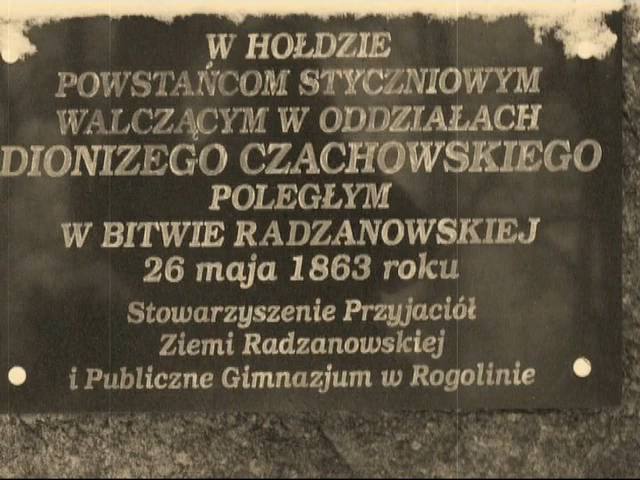 W HOŁDZIE
POWSTAŃCOM STYCZNIOWYM
WALCZĄCYM W ODDZIAŁACH
DIONIZEGO CZACHOWSKIEGO
POLEGŁYM
W BITWIE RADZANOWSKIEJ
26 maja 1863 roku
Stowarzyszenie Przyjaciół
Ziemi Radzanowskiej
i Publiczne Gimnazjum w Rogolinie